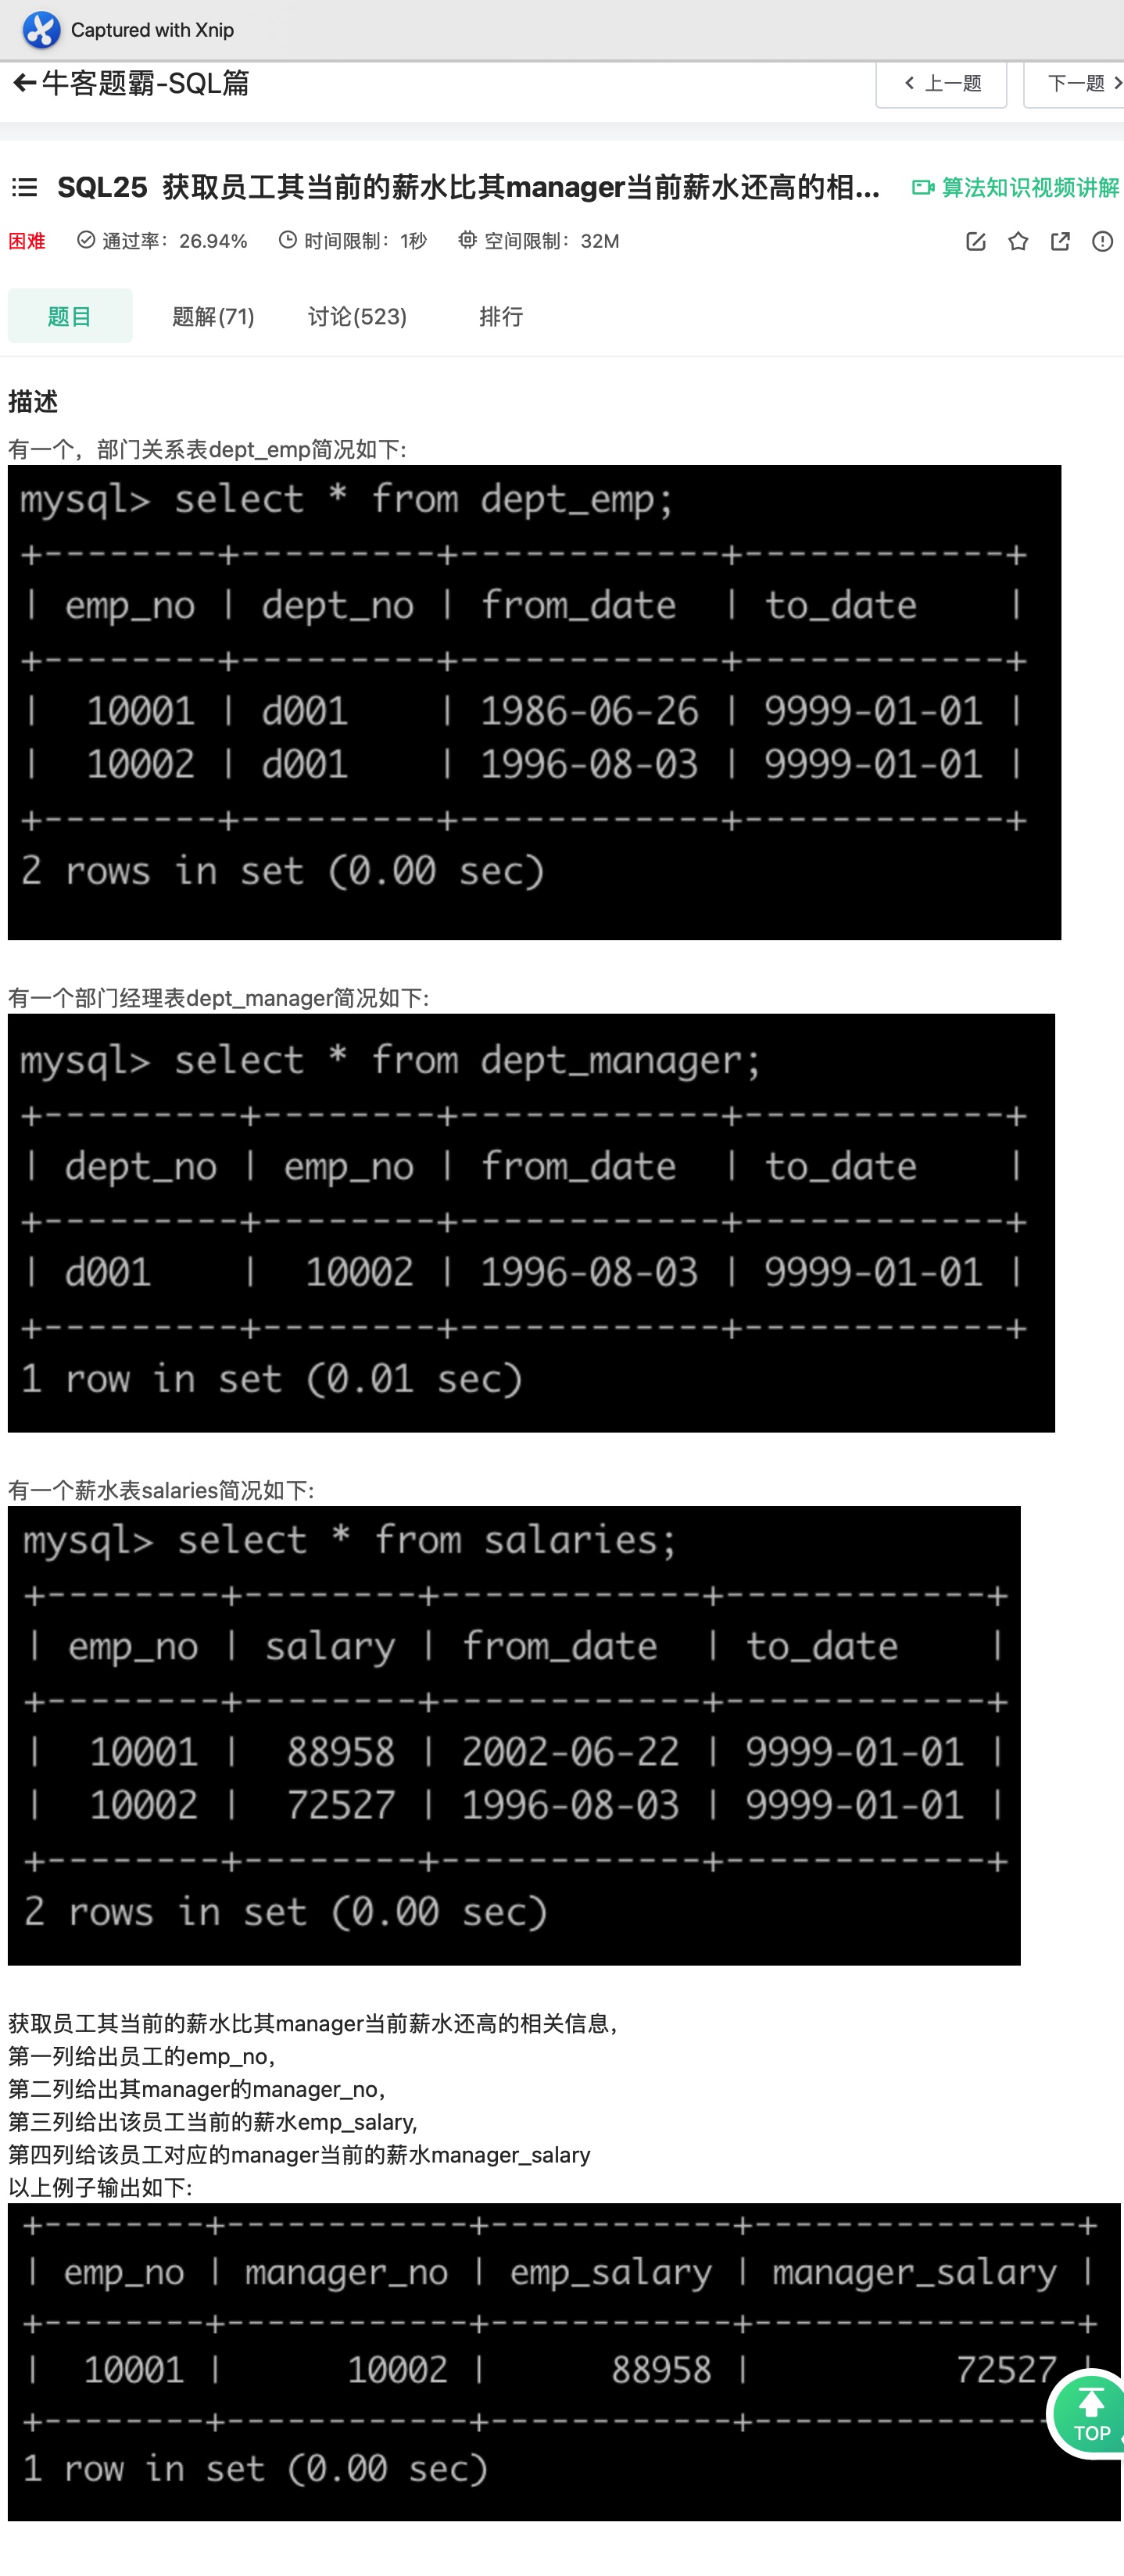 Captured with Xnip
牛客题霸-SQL篇
上一题
下一题
SQL25 获取员工其当前的薪水比其manager当前薪水还高的相...
算法知识视频讲解
困难 通过率：26.94% 时间限制：1秒 空间限制：32M
题目 题解(71) 讨论(523) 排行
描述
有一个，部门关系表dept_emp简况如下:
mysql> select * from dept_emp;
+--------+---------+------------+------------+
| emp_no | dept_no | from_date  | to_date    |
+--------+---------+------------+------------+
|  10001 | d001    | 1986-06-26 | 9999-01-01 |
|  10002 | d001    | 1996-08-03 | 9999-01-01 |
+--------+---------+------------+------------+
2 rows in set (0.00 sec)
有一个部门经理表dept_manager简况如下:
mysql> select * from dept_manager;
+---------+--------+------------+------------+
| dept_no | emp_no | from_date  | to_date    |
+---------+--------+------------+------------+
| d001    |  10002 | 1996-08-03 | 9999-01-01 |
+---------+--------+------------+------------+
1 row in set (0.01 sec)
有一个薪水表salaries简况如下:
mysql> select * from salaries;
+--------+--------+------------+------------+
| emp_no | salary | from_date  | to_date    |
+--------+--------+------------+------------+
|  10001 |  88958 | 2002-06-22 | 9999-01-01 |
|  10002 |  72527 | 1996-08-03 | 9999-01-01 |
+--------+--------+------------+------------+
2 rows in set (0.00 sec)
获取员工其当前的薪水比其manager当前薪水还高的相关信息，
第一列给出员工的emp_no，
第二列给出其manager的manager_no，
第三列给出该员工当前的薪水emp_salary,
第四列给该员工对应的manager当前的薪水manager_salary
以上例子输出如下:
+--------+------------+------------+----------------+
| emp_no | manager_no | emp_salary | manager_salary |
+--------+------------+------------+----------------+
|  10001 |      10002 |      88958 |          72527 |
+--------+------------+------------+---------------
1 row in set (0.00 sec)
TOP